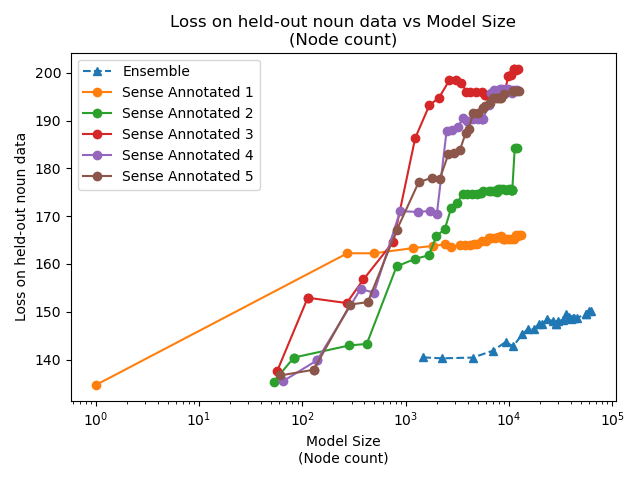 Loss on held-out noun data vs Model Size
(Node count)
Loss on held-out noun data
200
190
180
170
160
150
140
Ensemble
Sense Annotated 1
Sense Annotated 2
Sense Annotated 3
Sense Annotated 4
Sense Annotated 5
10^0 10^1 10^2 10^3 10^4 10^5
Model Size
(Node count)